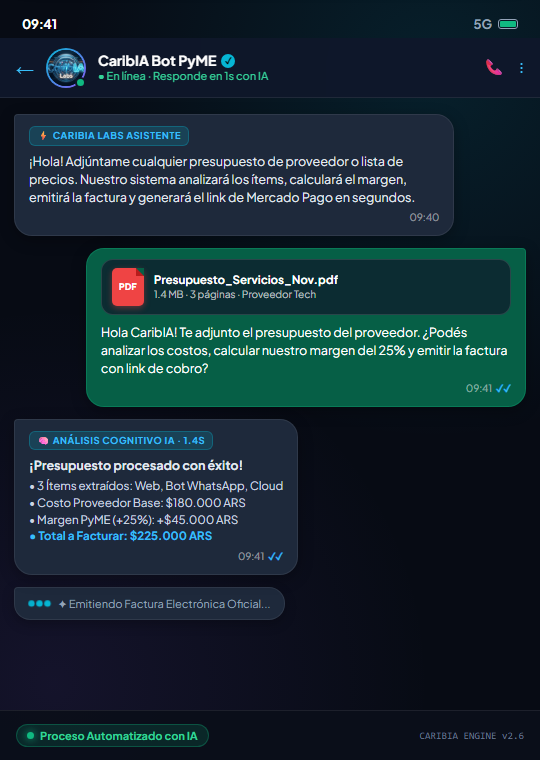 09:41
5G
CaribIA Bot PyME
● En línea · Responde en 1s con IA
Labs
⚡ CARIBIA LABS ASISTENTE
¡Hola! Adjúntame cualquier presupuesto de proveedor o lista de
precios. Nuestro sistema analizará los ítems, calculará el margen,
emitirá la factura y generará el link de Mercado Pago en segundos.
09:40
PDF
Presupuesto_Servicios_Nov.pdf
1.4 MB · 3 páginas · Proveedor Tech
Hola CaribIA! Te adjunto el presupuesto del proveedor. ¿Podés
analizar los costos, calcular nuestro margen del 25% y emitir la factura
con link de cobro?
09:41
ANÁLISIS COGNITIVO IA · 1.4S
¡Presupuesto procesado con éxito!
• 3 Ítems extraídos: Web, Bot WhatsApp, Cloud
• Costo Proveedor Base: $180.000 ARS
• Margen PyME (+25%): +$45.000 ARS
• Total a Facturar: $225.000 ARS
09:41
✦ Emitiendo Factura Electrónica Oficial...
Proceso Automatizado con IA
CARIBIA ENGINE v2.6